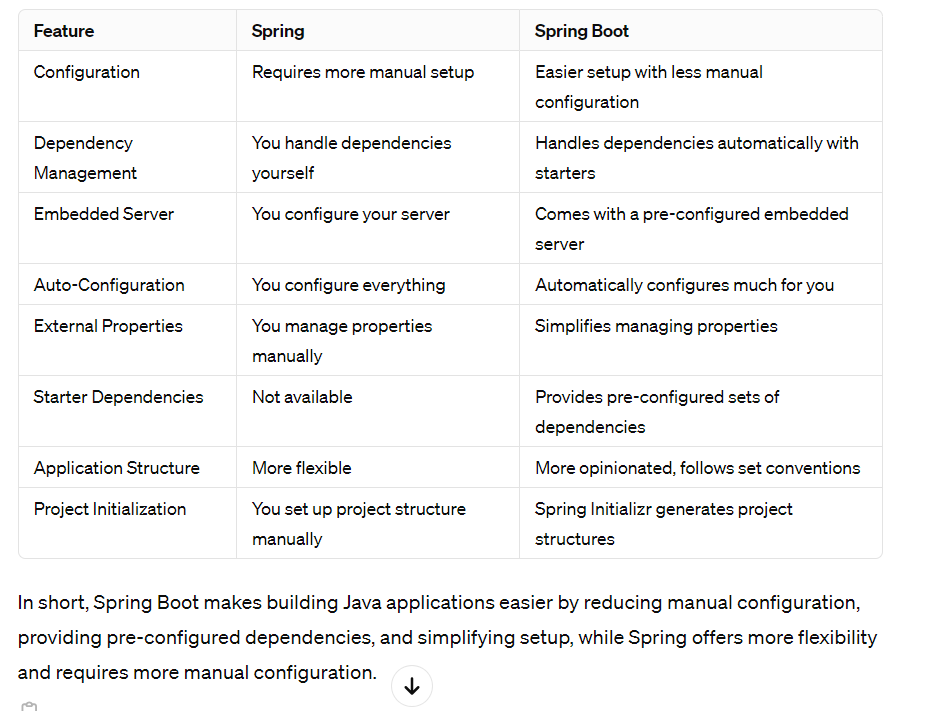 Feature Spring Spring Boot
Configuration Requires more manual setup Easier setup with less manual
configuration
Dependency You handle dependencies Handles dependencies automatically with
Management yourself starters
Embedded Server You configure your server Comes with a pre-configured embedded
server
Auto-Configuration You configure everything Automatically configures much for you
External Properties You manage properties Simplifies managing properties
manually
Starter Dependencies Not available Provides pre-configured sets of
dependencies
Application Structure More flexible More opinionated, follows set conventions
Project Initialization You set up project structure Spring Initializr generates project
manually structures
In short, Spring Boot makes building Java applications easier by reducing manual configuration,
providing pre-configured dependencies, and simplifying setup, while Spring offers more flexibility
and requires more manual configuration.